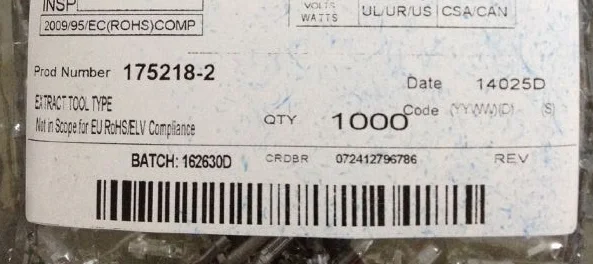 INSP
VOLTS
WATTS
UL/UR/US CSA/CAN
2009/95/EC(ROHS)COMP
Prod Number 175218-2
Date 14025D
EXTRACT TOOL TYPE
Code (YYWW)(D) (S)
Not in Scope for EU RoHS/ELV Compliance
QTY 1000
BATCH: 162630D CRDBR 072412796786 REV